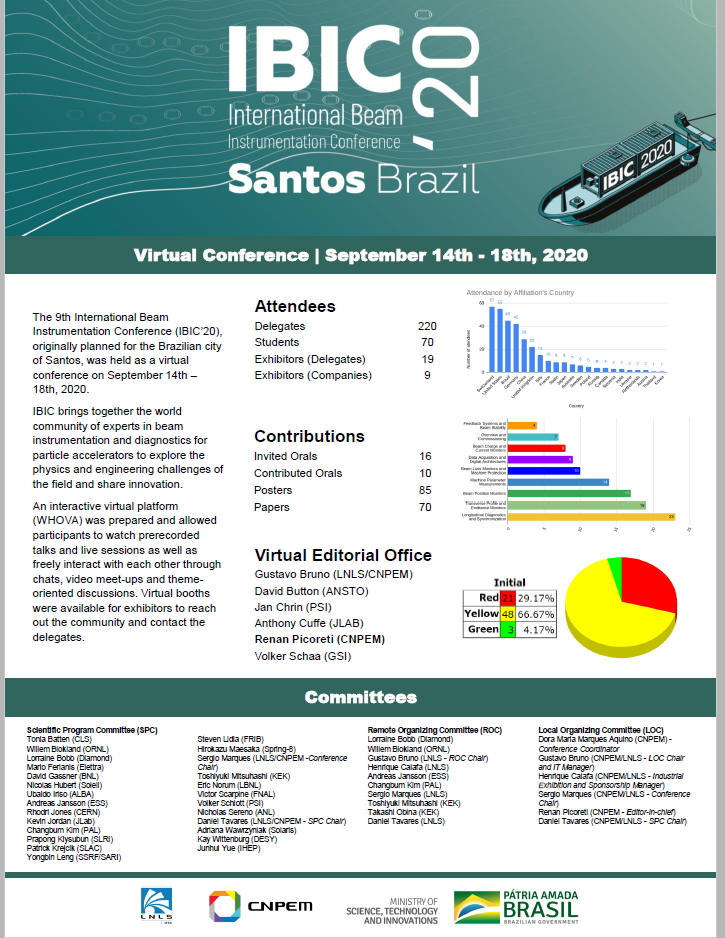 IBIC '20
International Beam
Instrumentation Conference
Santos Brazil
IBIC 2020
Virtual Conference | September 14th - 18th, 2020
The 9th International Beam
Instrumentation Conference (IBIC'20),
originally planned for the Brazilian city
of Santos, was held as a virtual
conference on September 14th –
18th, 2020.
IBIC brings together the world
community of experts in beam
instrumentation and diagnostics for
particle accelerators to explore the
physics and engineering challenges of
the field and share innovation.
An interactive virtual platform
(WHOVA) was prepared and allowed
participants to watch prerecorded
talks and live sessions as well as
freely interact with each other through
chats, video meet-ups and theme-
oriented discussions. Virtual booths
were available for exhibitors to reach
out the community and contact the
delegates.
Attendees
Delegates 220
Students 70
Exhibitors (Delegates) 19
Exhibitors (Companies) 9
Contributions
Invited Orals 16
Contributed Orals 10
Posters 85
Papers 70
Virtual Editorial Office
Gustavo Bruno (LNLS/CNPEM)
David Button (ANSTO)
Jan Chrin (PSI)
Anthony Cuffe (JLAB)
Renan Picoreti (CNPEM)
Volker Schaa (GSI)
Attendance by Affiliation's Country
Number of attendees
Country
Feedback Systems and
Beam Stability
Overview and
Commissioning
Beam Charge and
Current Monitors
Data Acquisition and
Digital Architectures
Beam Loss Monitors and
Machine Protection
Machine Parameter
Measurements
Beam Position Monitors
Transverse Profile and
Emittance Monitors
Longitudinal Diagnostics
and Synchronization
Initial
Red 21 29.17%
Yellow 48 66.67%
Green 3 4.17%
Committees
Scientific Program Committee (SPC)
Tonia Batten (CLS)
Willem Blokland (ORNL)
Lorraine Bobb (Diamond)
Mario Ferianis (Elettra)
David Gassner (BNL)
Nicolas Hubert (Soleil)
Ubaldo Iriso (ALBA)
Andreas Jansson (ESS)
Rhodri Jones (CERN)
Kevin Jordan (JLab)
Changbum Kim (PAL)
Prapong Klysubun (SLRI)
Patrick Krejcik (SLAC)
Yongbin Leng (SSRF/SARI)
Steven Lidia (FRIB)
Hirokazu Maesaka (Spring-8)
Sergio Marques (LNLS/CNPEM -Conference
Chair)
Toshiyuki Mitsuhashi (KEK)
Eric Norum (LBNL)
Victor Scarpine (FNAL)
Volker Schlott (PSI)
Nicholas Sereno (ANL)
Daniel Tavares (LNLS/CNPEM - SPC Chair)
Adriana Wawrzyniak (Solaris)
Kay Wittenburg (DESY)
Junhui Yue (IHEP)
Remote Organizing Committee (ROC)
Lorraine Bobb (Diamond)
Willem Blokland (ORNL)
Gustavo Bruno (LNLS - ROC Chair)
Henrique Caiafa (LNLS)
Andreas Jansson (ESS)
Changbum Kim (PAL)
Sergio Marques (LNLS)
Toshiyuki Mitsuhashi (KEK)
Takashi Obina (KEK)
Daniel Tavares (LNLS)
Local Organizing Committee (LOC)
Dora Maria Marques Aquino (CNPEM) -
Conference Coordinator
Gustavo Bruno (CNPEM/LNLS - LOC Chair
and IT Manager)
Henrique Caiafa (CNPEM/LNLS - Industrial
Exhibition and Sponsorship Manager)
Sergio Marques (CNPEM/LNLS - Conference
Chair)
Renan Picoreti (CNPEM - Editor-in-chief)
Daniel Tavares (CNPEM/LNLS - SPC Chair)
LNLS
CNPEM
MINISTRY OF
SCIENCE, TECHNOLOGY
AND INNOVATIONS
PÁTRIA AMADA
BRASIL
BRAZILIAN GOVERNMENT